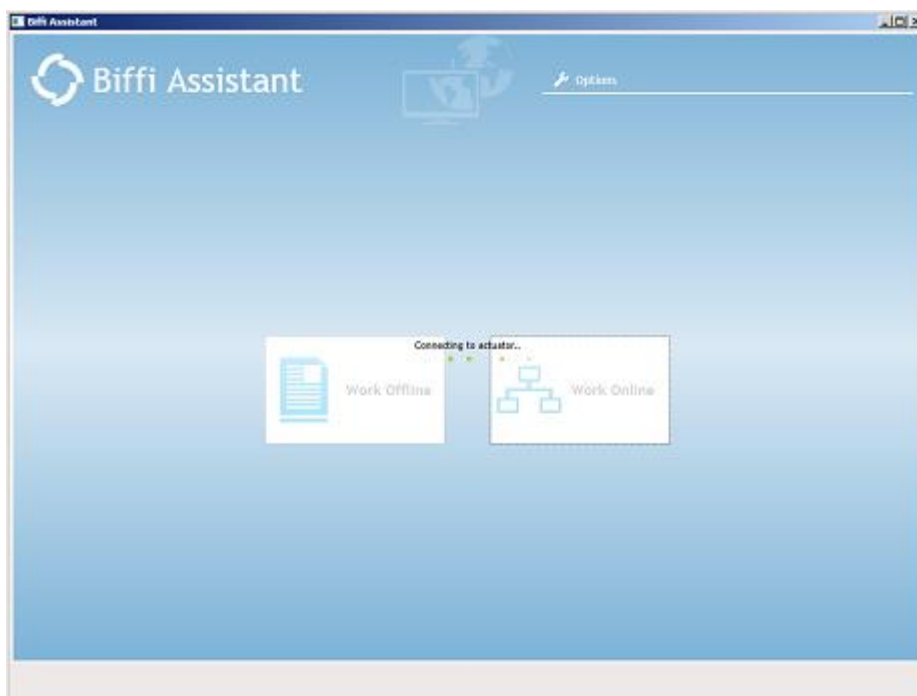 Biffi Assistant
Biffi Assistant
Options
Connecting to actuator..
Work Offline
Work Online